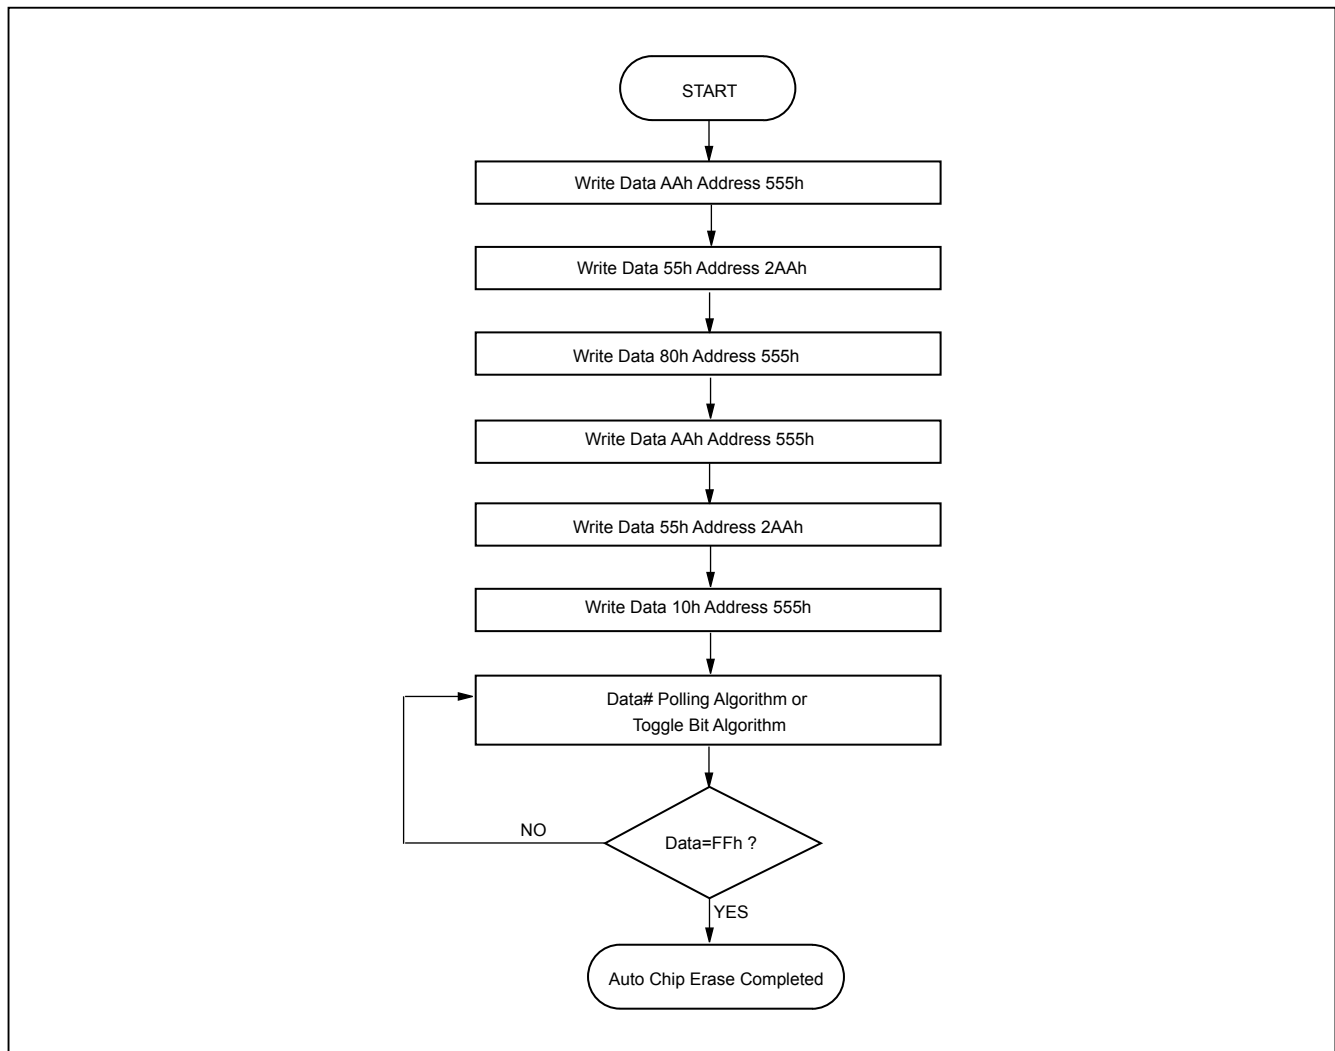 START
Write Data AAh Address 555h
Write Data 55h Address 2AAh
Write Data 80h Address 555h
Write Data AAh Address 555h
Write Data 55h Address 2AAh
Write Data 10h Address 555h
Data# Polling Algorithm or
Toggle Bit Algorithm
NO
Data=FFh ?
YES
Auto Chip Erase Completed